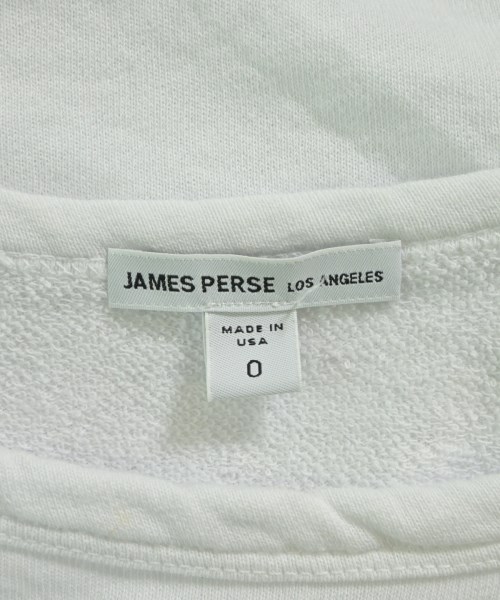 JAMES PERSE LOS ANGELES
MADE IN
USA
0